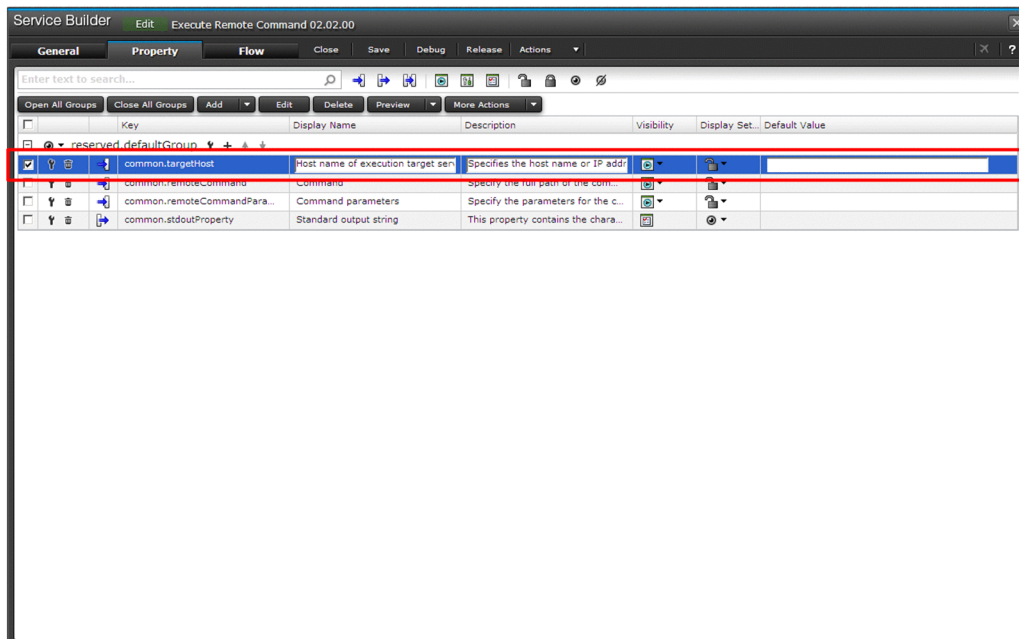 Service Builder Edit Execute Remote Command 02.02.00
General Property Flow Close Save Debug Release Actions ?
Enter text to search...
Open All Groups Close All Groups Add Edit Delete Preview More Actions
Key Display Name Description Visibility Display Set... Default Value
reserved.defaultGroup
common.targetHost Host name of execution target serv Specifies the host name or IP addr
common.remoteCommand Command Specify the full path of the com...
common.remoteCommandPara... Command parameters Specify the parameters for the c...
common.stdoutProperty Standard output string This property contains the chara...